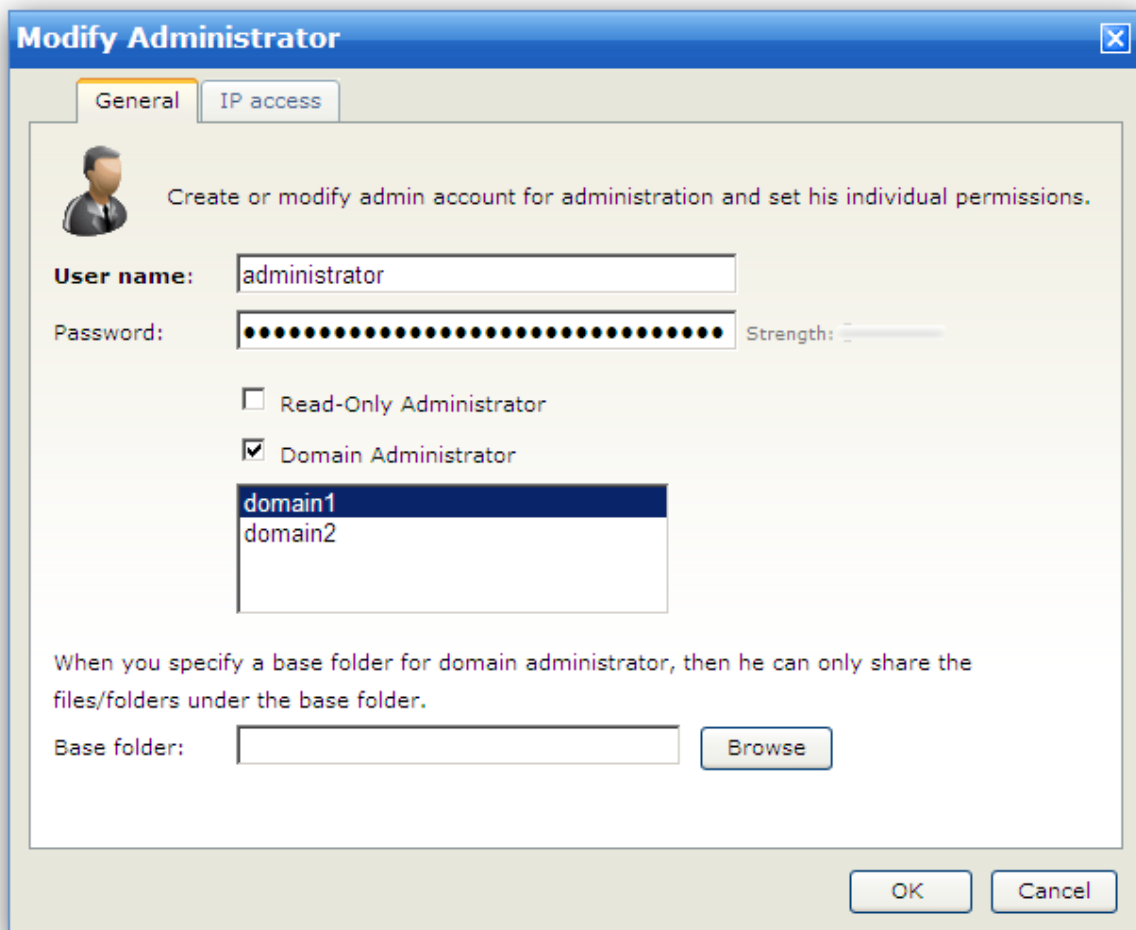 Modify Administrator
General IP access
Create or modify admin account for administration and set his individual permissions.
User name: administrator
Password: ●●●●●●●●●●●●●●●●●●●●●●●●●●●●●●●● Strength:
Read-Only Administrator
Domain Administrator
domain1
domain2
When you specify a base folder for domain administrator, then he can only share the
files/folders under the base folder.
Base folder: Browse
OK Cancel